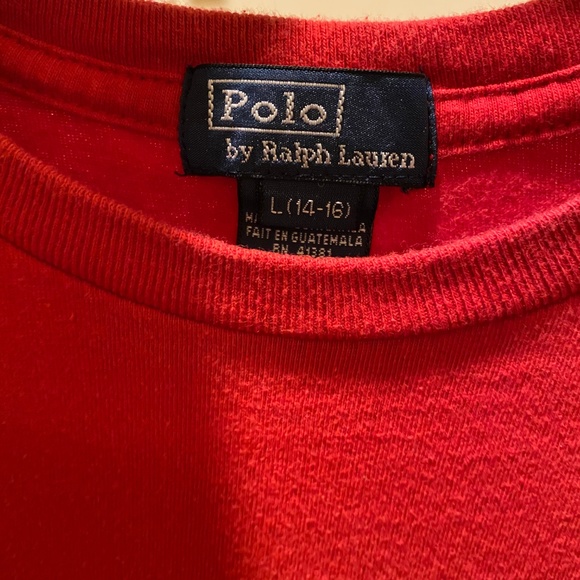 Polo
by Ralph Lauren
L (14-16)
FAIT EN GUATEMALA
RN 41381